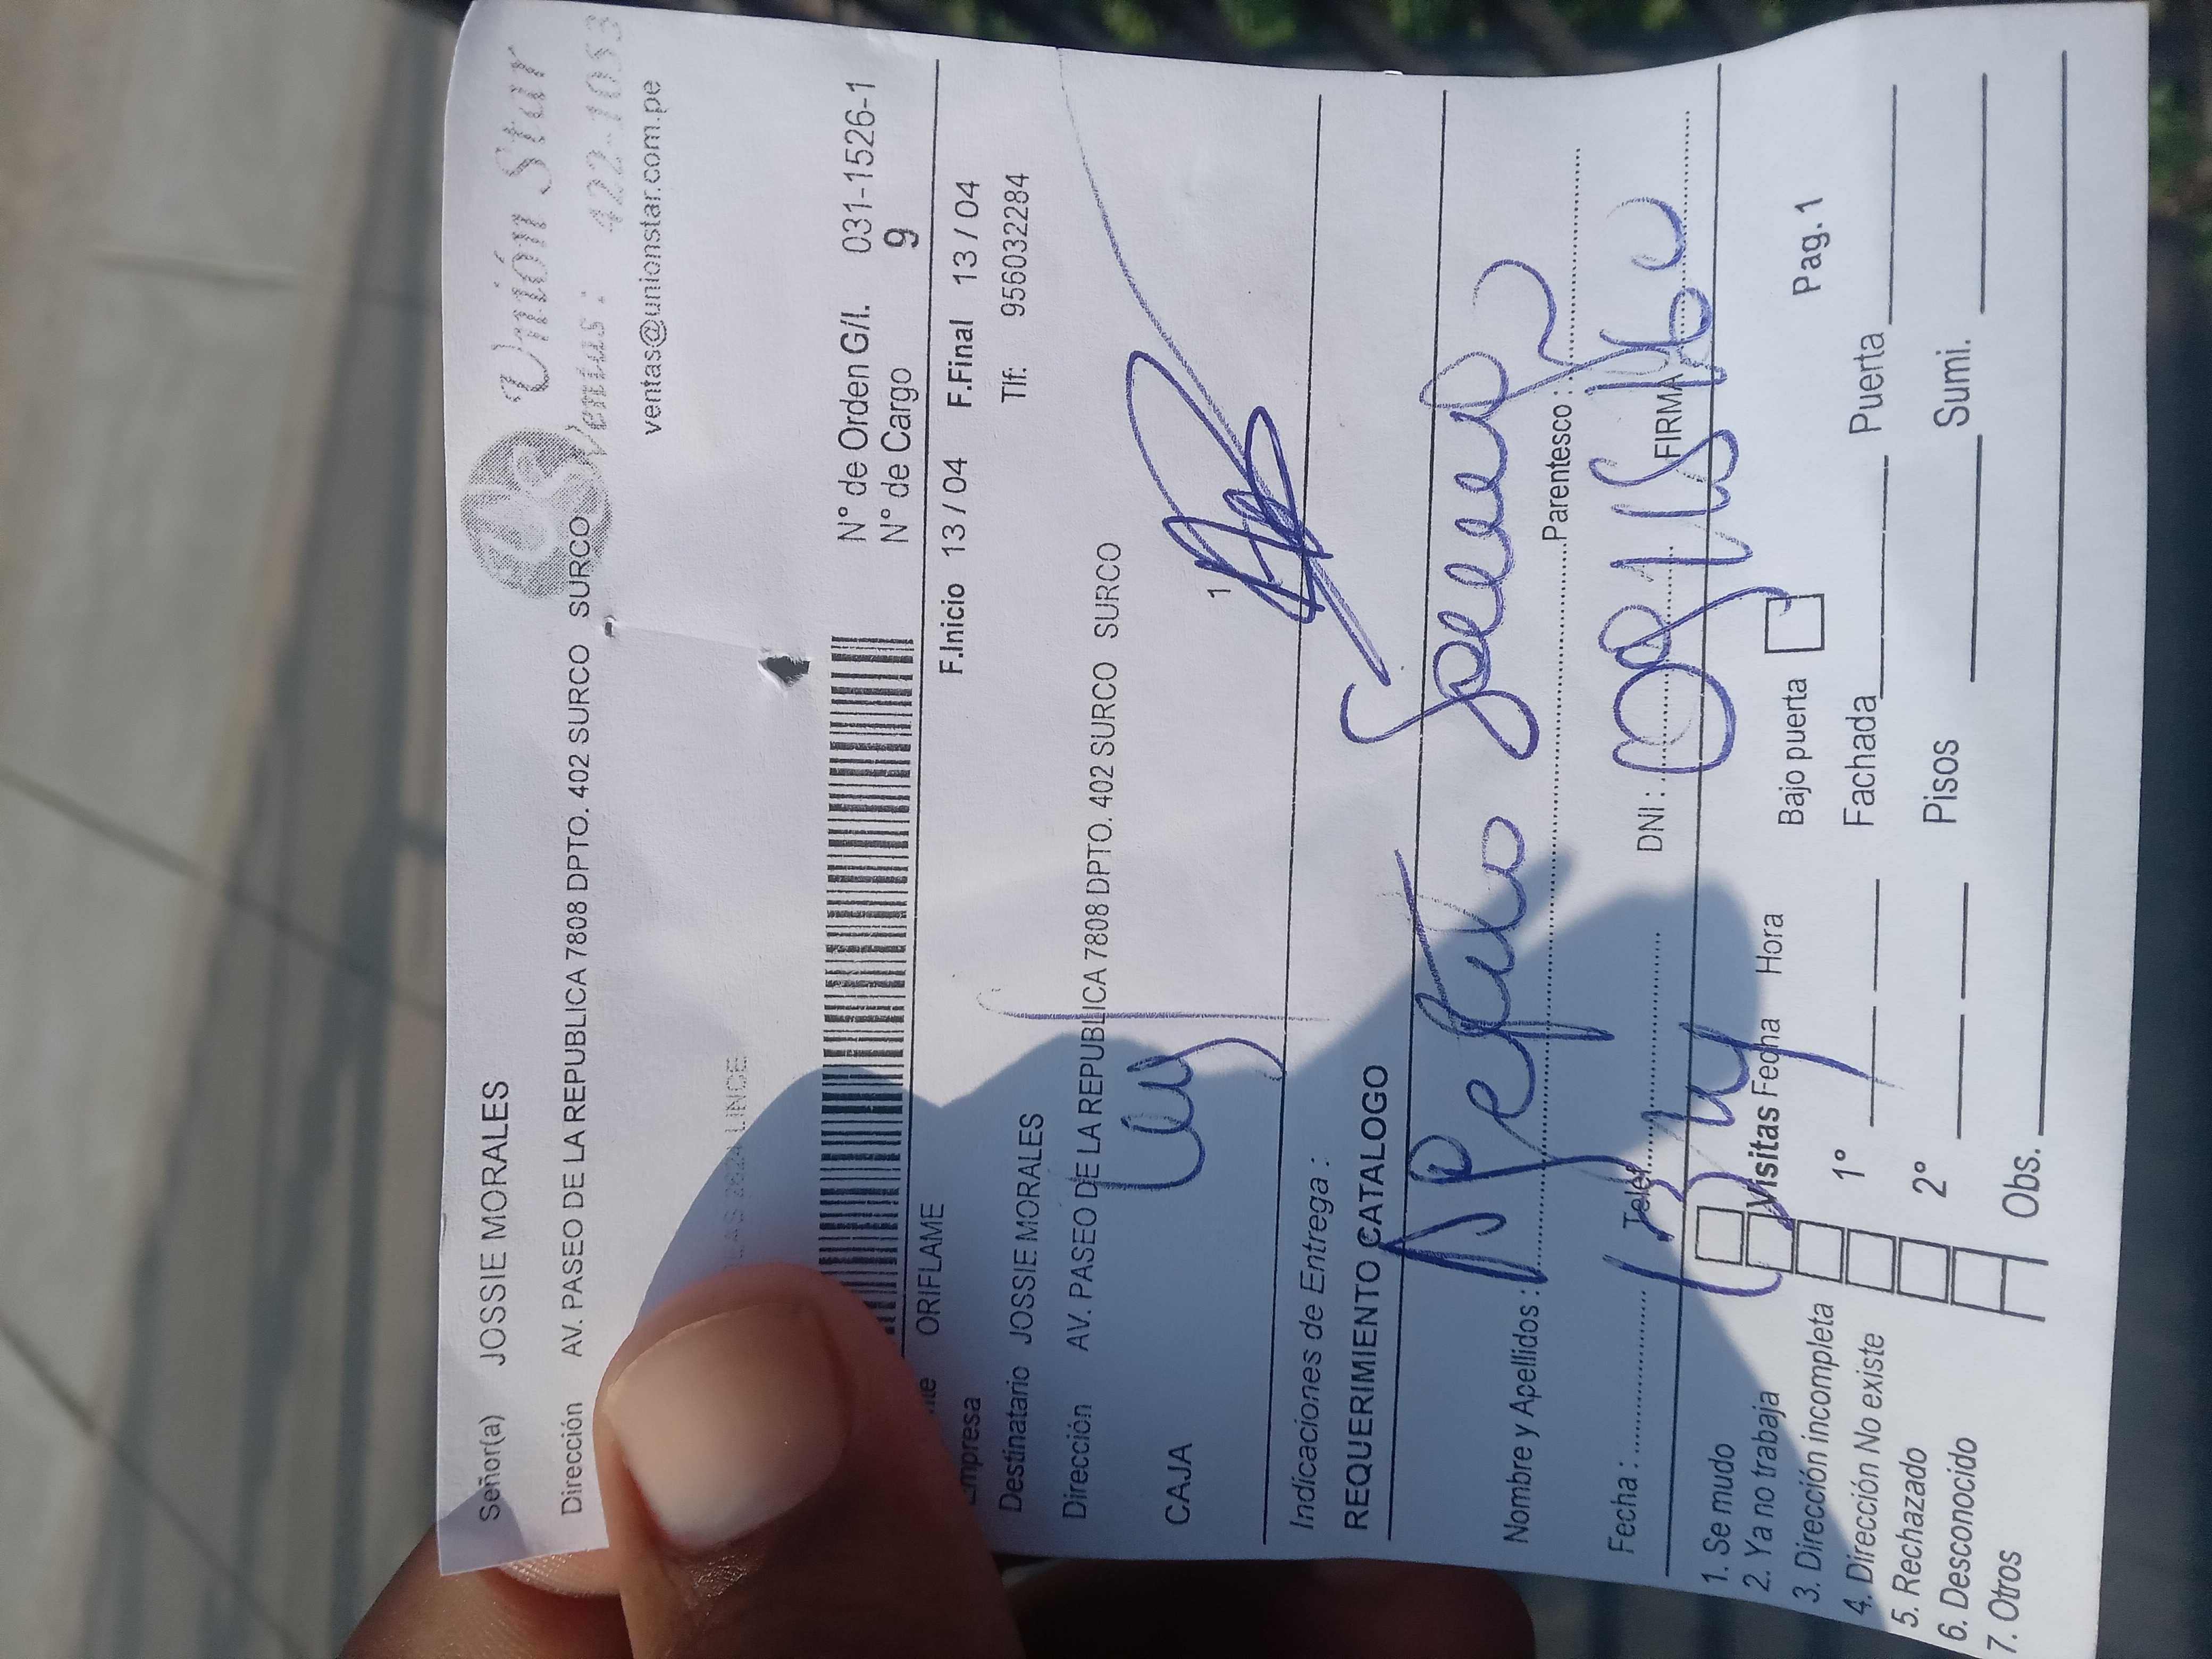 Unión Star
Ventas: 422-1053
ventas@unionstar.com.pe
Señor(a) JOSSIE MORALES
Dirección AV. PASEO DE LA REPUBLICA 7808 DPTO. 402 SURCO SURCO
LINCE
N° de Orden G/I. 031-1526-1
N° de Cargo 9
ORIFLAME
F.Inicio 13 / 04 F.Final 13 / 04
Empresa
Destinatario JOSSIE MORALES Tlf: 956032284
Dirección AV. PASEO DE LA REPUBLICA 7808 DPTO. 402 SURCO SURCO
CAJA 1
Indicaciones de Entrega :
REQUERIMIENTO CATALOGO
Nombre y Apellidos : Parentesco :
Fecha : Telef. DNI : FIRMA
1. Se mudo
2. Ya no trabaja
3. Dirección incompleta
4. Dirección No existe
5. Rechazado
6. Desconocido
7. Otros
Visitas Fecha Hora Bajo puerta Pag. 1
1° Fachada Puerta
2° Pisos Sumi.
Obs.